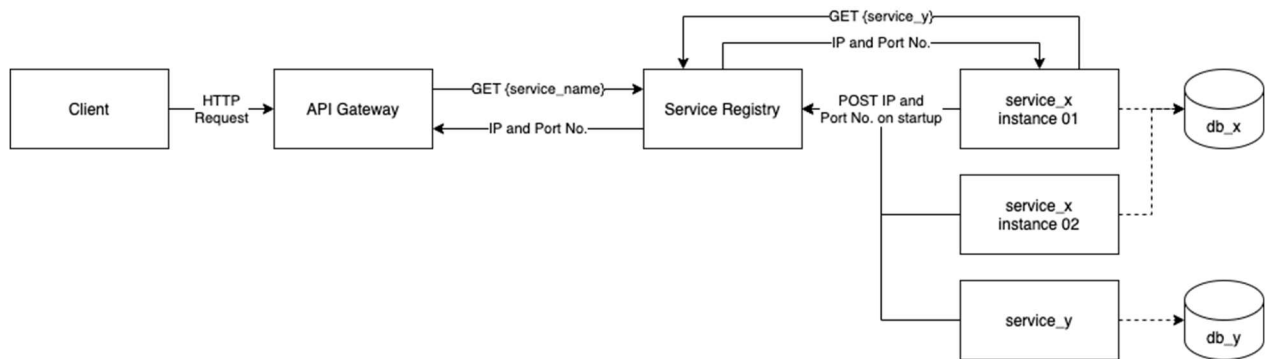 GET {service_y}
IP and Port No.
Client
HTTP
Request
API Gateway
GET {service_name}
IP and Port No.
Service Registry
POST IP and
Port No. on startup
service_x
instance 01
db_x
service_x
instance 02
service_y
db_y